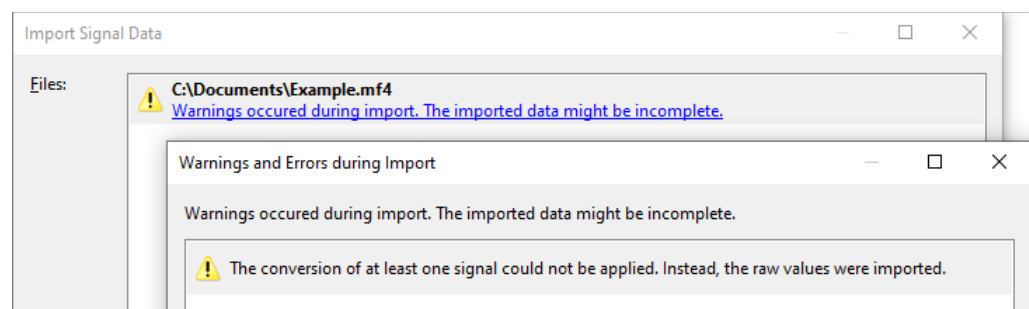 Import Signal Data
Files:
C:\Documents\Example.mf4
Warnings occured during import. The imported data might be incomplete.
Warnings and Errors during Import
Warnings occured during import. The imported data might be incomplete.
The conversion of at least one signal could not be applied. Instead, the raw values were imported.